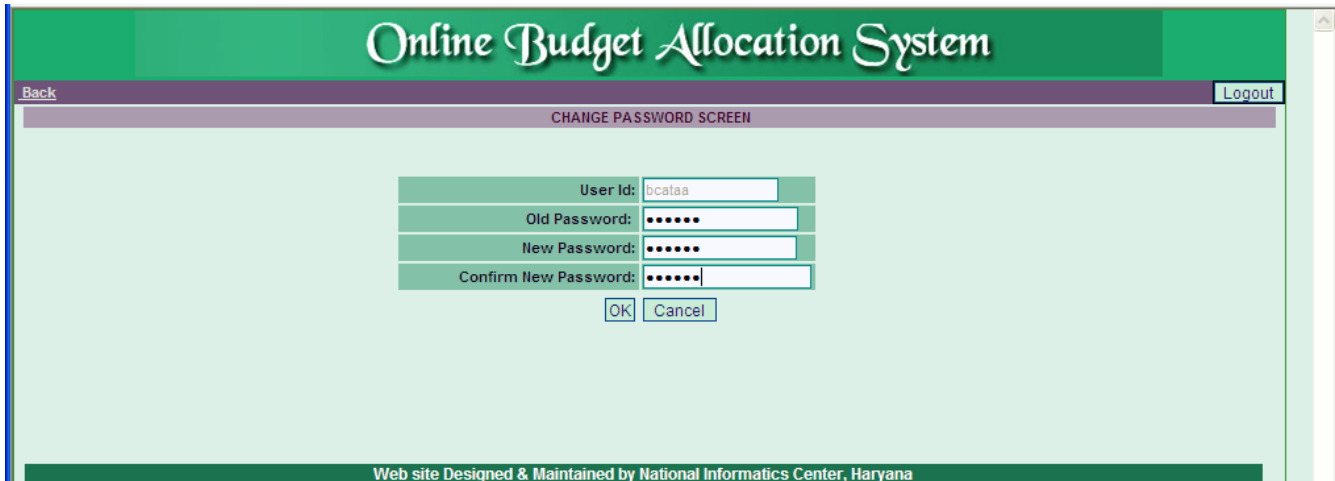 Online Budget Allocation System
Back Logout
CHANGE PASSWORD SCREEN
User Id: bcataa
Old Password: ••••••
New Password: ••••••
Confirm New Password: ••••••
OK Cancel
Web site Designed & Maintained by National Informatics Center, Haryana